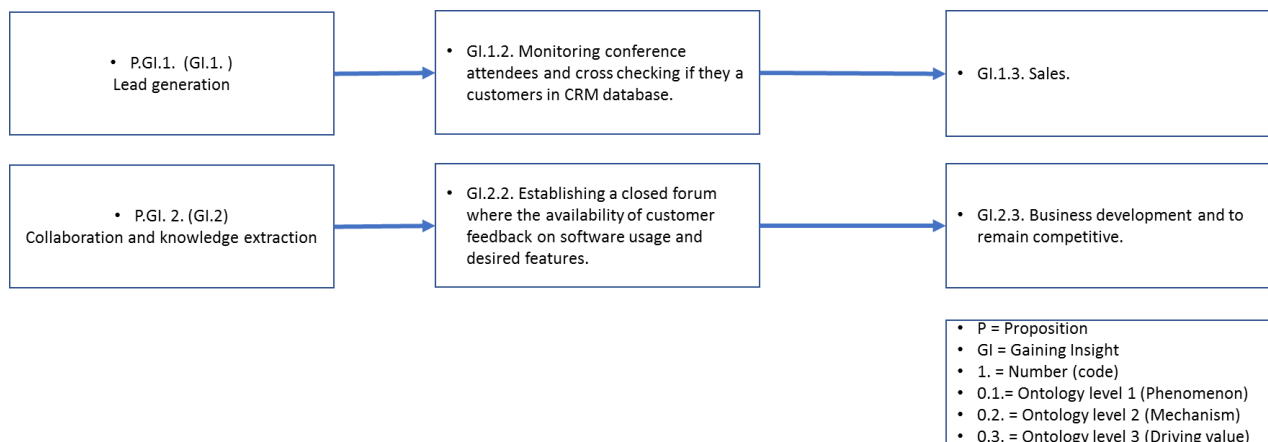 • P.GI.1. (GI.1. )
Lead generation
• GI.1.2. Monitoring conference
attendees and cross checking if they a
customers in CRM database.
• GI.1.3. Sales.
• P.GI. 2. (GI.2)
Collaboration and knowledge extraction
• GI.2.2. Establishing a closed forum
where the availability of customer
feedback on software usage and
desired features.
• GI.2.3. Business development and to
remain competitive.
• P = Proposition
• GI = Gaining Insight
• 1. = Number (code)
• 0.1.= Ontology level 1 (Phenomenon)
• 0.2. = Ontology level 2 (Mechanism)
• 0.3. = Ontology level 3 (Driving value)